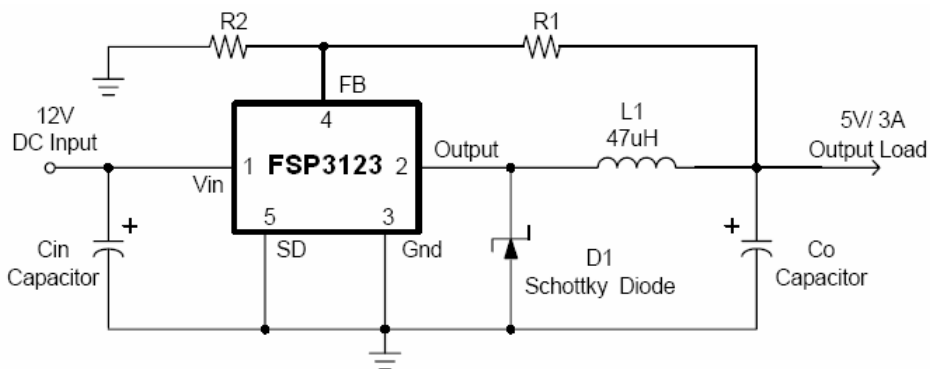 R2
R1
FB
4
12V
DC Input
L1
47uH
5V/ 3A
Output Load
Vin
1
FSP3123
2
Output
5
3
SD
Gnd
+
Cin
Capacitor
D1
Schottky Diode
+
Co
Capacitor